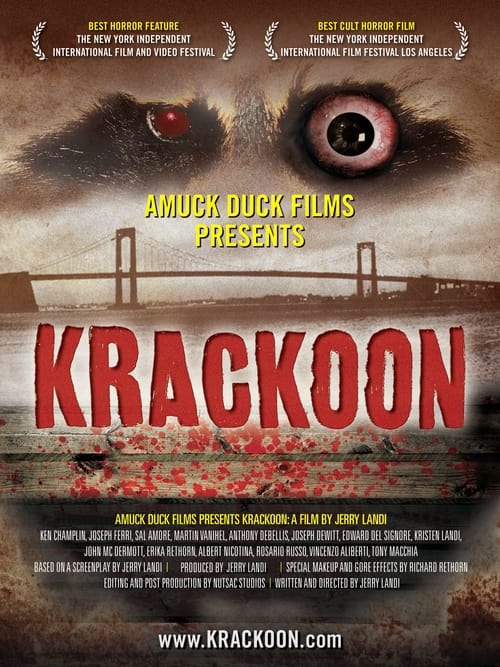 BEST HORROR FEATURE
THE NEW YORK INDEPENDENT
INTERNATIONAL FILM AND VIDEO FESTIVAL
BEST CULT HORROR FILM
THE NEW YORK INDEPENDENT
INTERNATIONAL FILM FESTIVAL LOS ANGELES
AMUCK DUCK FILMS
PRESENTS
KRACKOON
AMUCK DUCK FILMS PRESENTS KRACKOON: A FILM BY JERRY LANDI
KEN CHAMPLIN, JOSEPH FERRI, SAL AMORE, MARTIN VANIHEL, ANTHONY DEBELLIS, JOSEPH DEWITT, EDWARD DEL SIGNORE, KRISTEN LANDI,
JOHN MC DERMOTT, ERIKA RETHORN, ALBERT NICOTINA, ROSARIO RUSSO, VINCENZO ALIBERTI, TONY MACCHIA
BASED ON A SCREENPLAY BY JERRY LANDI | PRODUCED BY JERRY LANDI | SPECIAL MAKEUP AND GORE EFFECTS BY RICHARD RETHORN
EDITING AND POST PRODUCTION BY NUTSAC STUDIOS | WRITTEN AND DIRECTED BY JERRY LANDI
www.KRACKOON.com